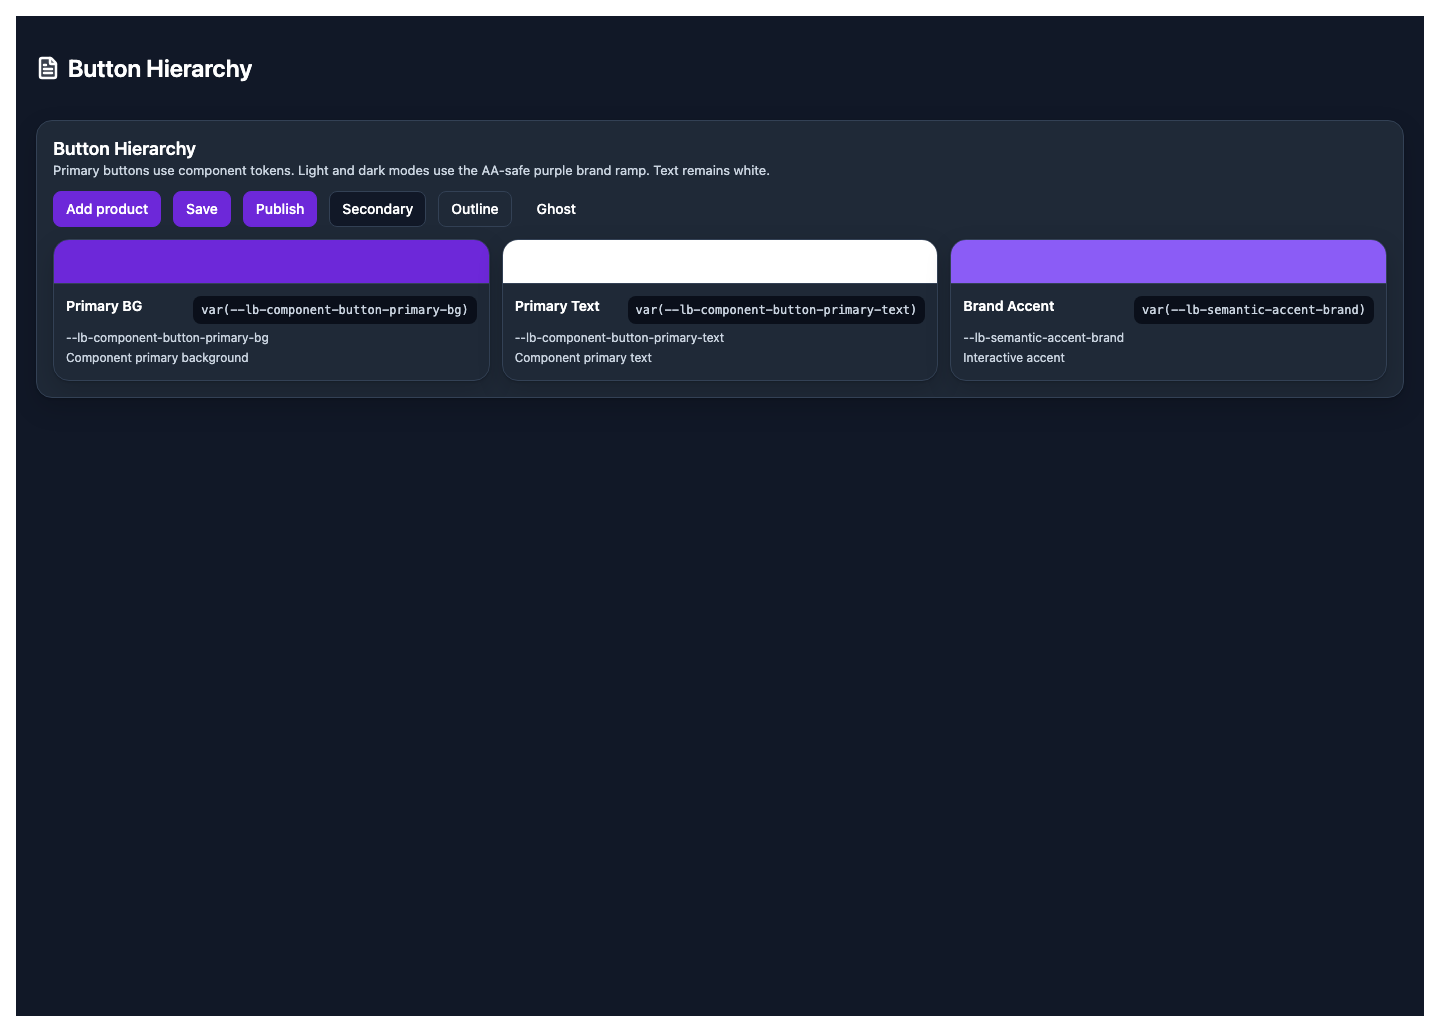 Button Hierarchy
Button Hierarchy
Primary buttons use component tokens. Light and dark modes use the AA-safe purple brand ramp. Text remains white.
Add product Save Publish Secondary Outline Ghost
Primary BG var(--lb-component-button-primary-bg)
--lb-component-button-primary-bg
Component primary background
Primary Text var(--lb-component-button-primary-text)
--lb-component-button-primary-text
Component primary text
Brand Accent var(--lb-semantic-accent-brand)
--lb-semantic-accent-brand
Interactive accent